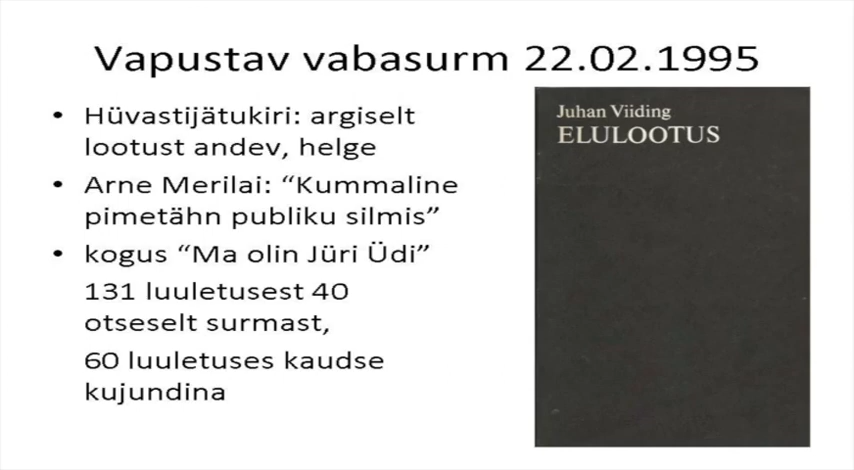 Vapustav vabasurm 22.02.1995
• Hüvastijätukiri: argiselt
lootust andev, helge
• Arne Merilai: “Kummaline
pimetähn publiku silmis”
• kogus “Ma olin Jüri Üdi”
131 luuletusest 40
otseselt surmast,
60 luuletuses kaudse
kujundina
Juhan Viiding
ELULOOTUS